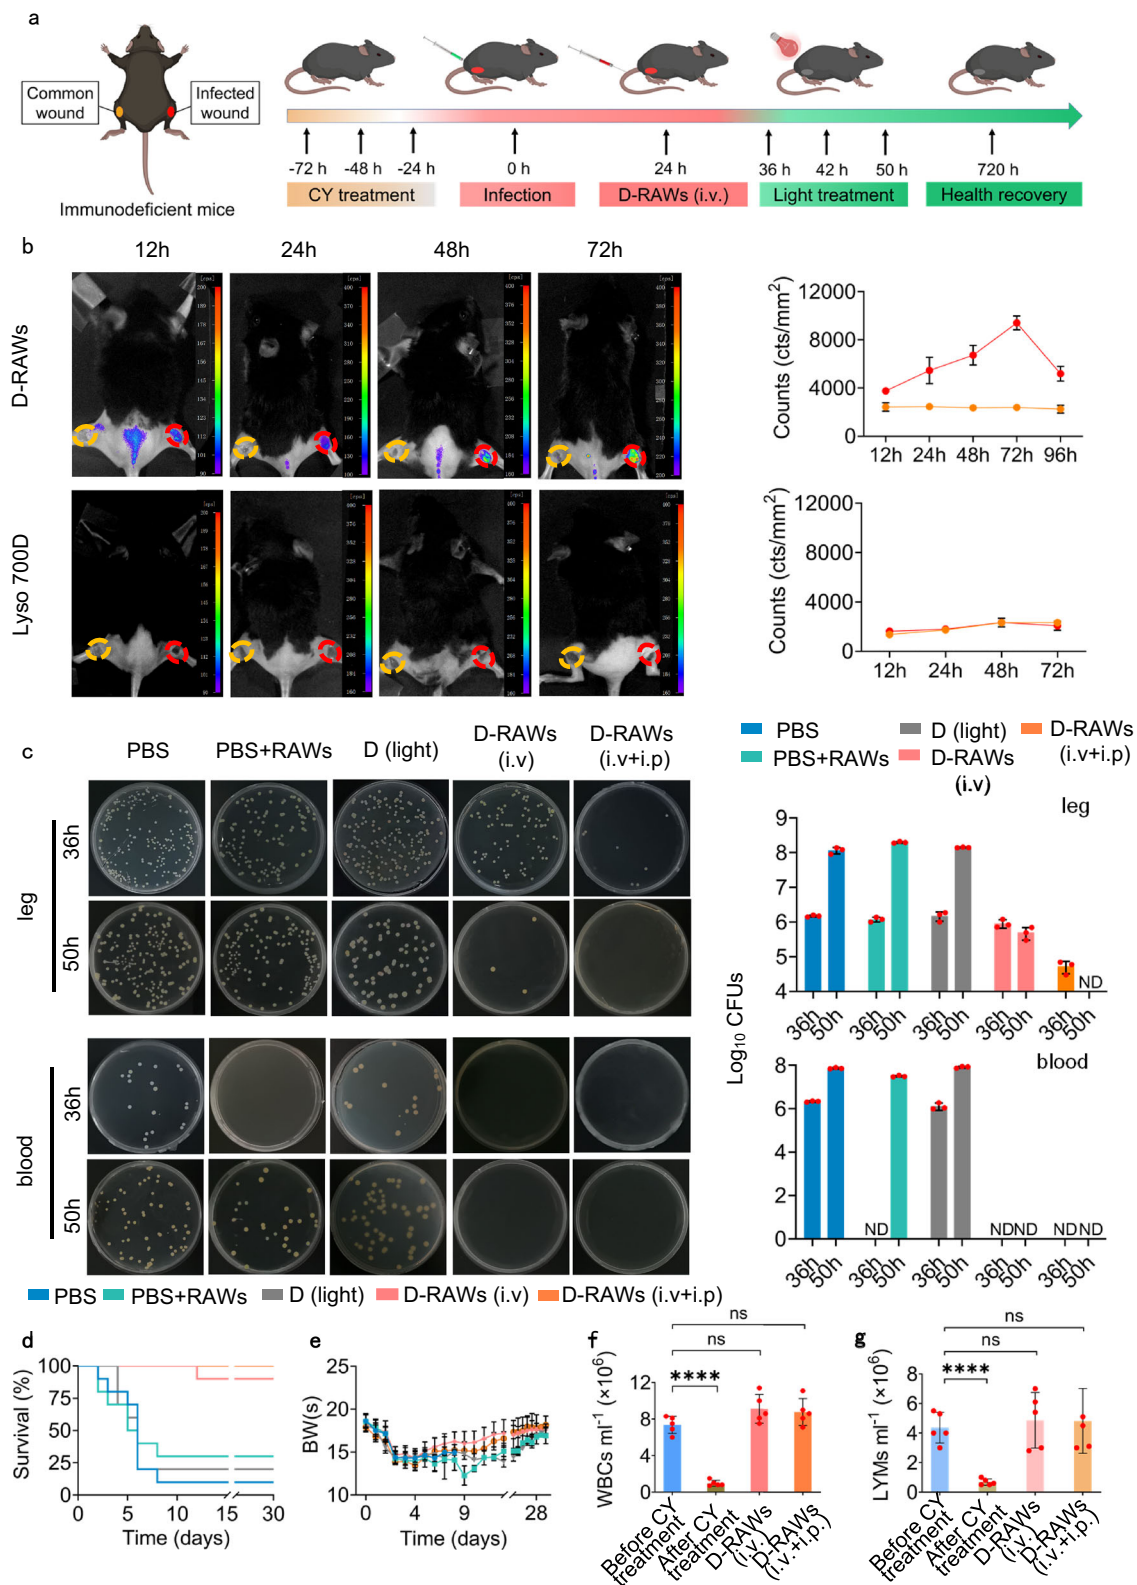 a
Common
wound
Infected
wound
Immunodeficient mice
-72 h
-48 h
-24 h
0 h
24 h
36 h
42 h
50 h
720 h
CY treatment
Infection
D-RAWs (i.v.)
Light treatment
Health recovery
b
12h
24h
48h
72h
D-RAWs
Lyso 700D
Counts (cts/mm²)
12000
8000
4000
0
12h 24h 48h 72h 96h
Counts (cts/mm²)
12000
8000
4000
0
12h 24h 48h 72h
c
PBS
PBS+RAWs
D (light)
D-RAWs
(i.v)
D-RAWs
(i.v+i.p)
leg
36h
50h
blood
36h
50h
PBS
PBS+RAWs
D (light)
D-RAWs
(i.v)
D-RAWs
(i.v+i.p)
leg
Log₁₀ CFUs
9
8
7
6
5
4
ND
36h 50h 36h 50h 36h 50h 36h 50h 36h 50h
blood
8
6
4
2
0
ND
NDND
ND ND
36h 50h 36h 50h 36h 50h 36h 50h 36h 50h
PBS
PBS+RAWs
D (light)
D-RAWs (i.v)
D-RAWs (i.v+i.p)
d
Survival (%)
100
75
50
25
0
0 5 10 15 30
Time (days)
e
BW(s)
25
20
15
10
0 4 9 28
Time (days)
f
WBCs ml⁻¹ (×10⁶)
12
8
4
0
ns
ns
****
Before CY
treatment
After CY
treatment
D-RAWs
(i.v.)
D-RAWs
(i.v.+i.p.)
g
LYMs ml⁻¹ (×10⁶)
8
6
4
2
0
ns
ns
****
Before CY
treatment
After CY
treatment
D-RAWs
(i.v.)
D-RAWs
(i.v.+i.p.)